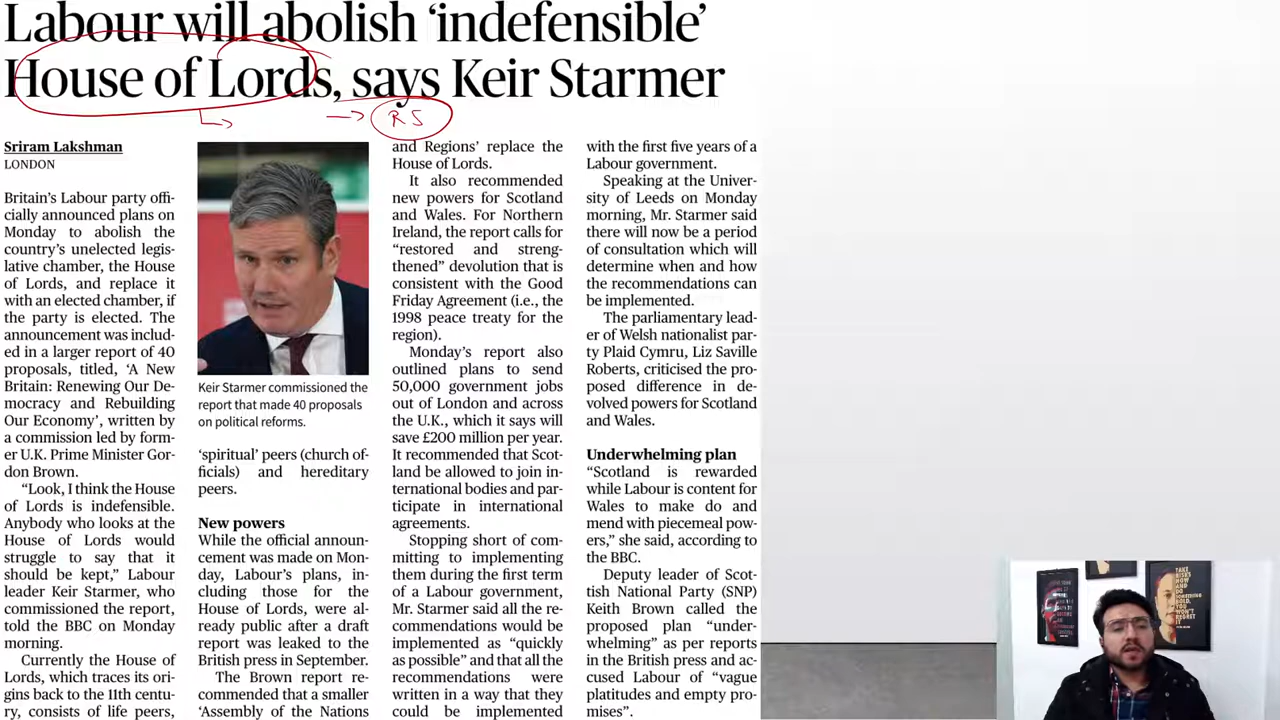 Labour will abolish ‘indefensible’
House of Lords, says Keir Starmer
RS
Sriram Lakshman
LONDON
Britain's Labour party offi-
cially announced plans on
Monday to abolish the
country's unelected legis-
lative chamber, the House
of Lords, and replace it
with an elected chamber, if
the party is elected. The
announcement was includ-
ed in a larger report of 40
proposals, titled, 'A New
Britain: Renewing Our De-
mocracy and Rebuilding
Our Economy', written by
a commission led by form-
er U.K. Prime Minister Gor-
don Brown.
“Look, I think the House
of Lords is indefensible.
Anybody who looks at the
House of Lords would
struggle to say that it
should be kept,” Labour
leader Keir Starmer, who
commissioned the report,
told the BBC on Monday
morning.
Currently the House of
Lords, which traces its ori-
gins back to the 11th centu-
ry, consists of life peers,
Keir Starmer commissioned the
report that made 40 proposals
on political reforms.
‘spiritual’ peers (church of-
ficials) and hereditary
peers.
New powers
While the official announ-
cement was made on Mon-
day, Labour's plans, in-
cluding those for the
House of Lords, were al-
ready public after a draft
report was leaked to the
British press in September.
The Brown report re-
commended that a smaller
‘Assembly of the Nations
and Regions’ replace the
House of Lords.
It also recommended
new powers for Scotland
and Wales. For Northern
Ireland, the report calls for
“restored and streng-
thened” devolution that is
consistent with the Good
Friday Agreement (i.e., the
1998 peace treaty for the
region).
Monday's report also
outlined plans to send
50,000 government jobs
out of London and across
the U.K., which it says will
save £200 million per year.
It recommended that Scot-
land be allowed to join in-
ternational bodies and par-
ticipate in international
agreements.
Stopping short of com-
mitting to implementing
them during the first term
of a Labour government,
Mr. Starmer said all the re-
commendations would be
implemented as “quickly
as possible” and that all the
recommendations were
written in a way that they
could be implemented
with the first five years of a
Labour government.
Speaking at the Univer-
sity of Leeds on Monday
morning, Mr. Starmer said
there will now be a period
of consultation which will
determine when and how
the recommendations can
be implemented.
The parliamentary lead-
er of Welsh nationalist par-
ty Plaid Cymru, Liz Saville
Roberts, criticised the pro-
posed difference in de-
volved powers for Scotland
and Wales.
Underwhelming plan
“Scotland is rewarded
while Labour is content for
Wales to make do and
mend with piecemeal pow-
ers,” she said, according to
the BBC.
Deputy leader of Scot-
tish National Party (SNP)
Keith Brown called the
proposed plan “under-
whelming” as per reports
in the British press and ac-
cused Labour of “vague
platitudes and empty pro-
mises”.
TAKE
RISKS
NOW
AND
DO
SOMETHING
BOLD.
YOU
WON'T
REGRET
IT